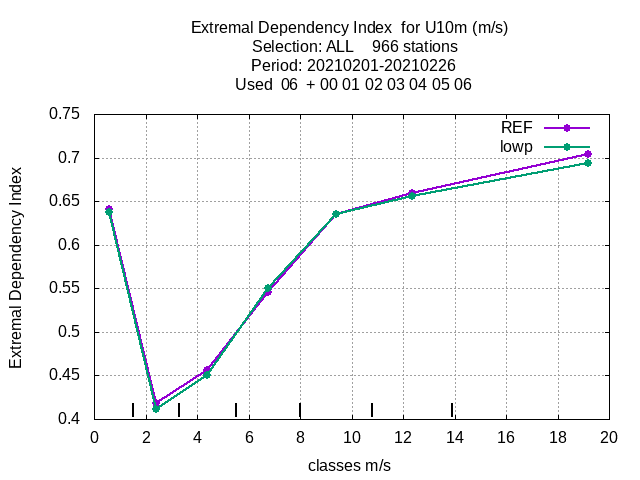 Extremal Dependency Index  for U10m (m/s)
Selection: ALL    966 stations
Period: 20210201-20210226
Used  06  + 00 01 02 03 04 05 06
REF
lowp
Extremal Dependency Index
0.75
0.7
0.65
0.6
0.55
0.5
0.45
0.4
0 2 4 6 8 10 12 14 16 18 20
classes m/s